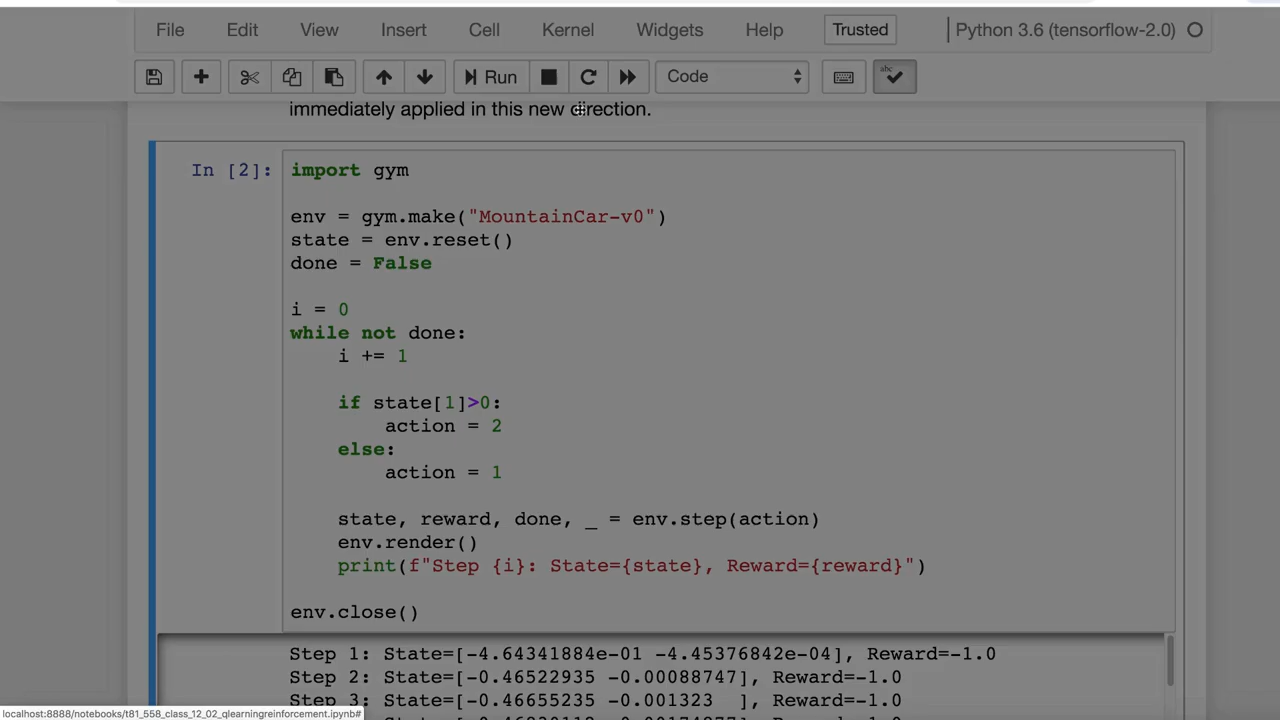 File Edit View Insert Cell Kernel Widgets Help Trusted Python 3.6 (tensorflow-2.0)
Run Code abc
immediately applied in this new direction.
In [2]: import gym
env = gym.make("MountainCar-v0")
state = env.reset()
done = False
i = 0
while not done:
i += 1
if state[1]>0:
action = 2
else:
action = 1
state, reward, done, _ = env.step(action)
env.render()
print(f"Step {i}: State={state}, Reward={reward}")
env.close()
Step 1: State=[-4.64341884e-01 -4.45376842e-04], Reward=-1.0
Step 2: State=[-0.46522935 -0.00088747], Reward=-1.0
Step 3: State=[-0.46655235 -0.001323  ], Reward=-1.0
localhost:8888/notebooks/t81_558_class_12_02_qlearningreinforcement.ipynb#